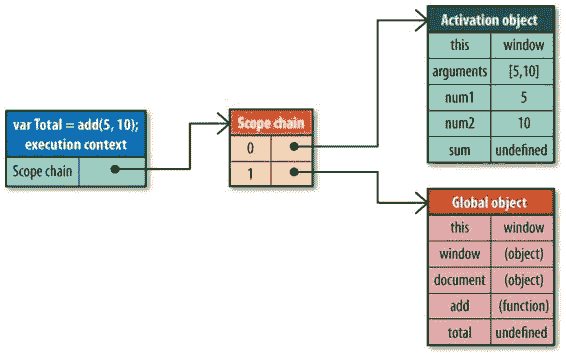 var Total = add(5, 10);
execution context
Scope chain
Scope chain
0
1
Activation object
this window
arguments [5,10]
num1 5
num2 10
sum undefined
Global object
this window
window (object)
document (object)
add (function)
total undefined